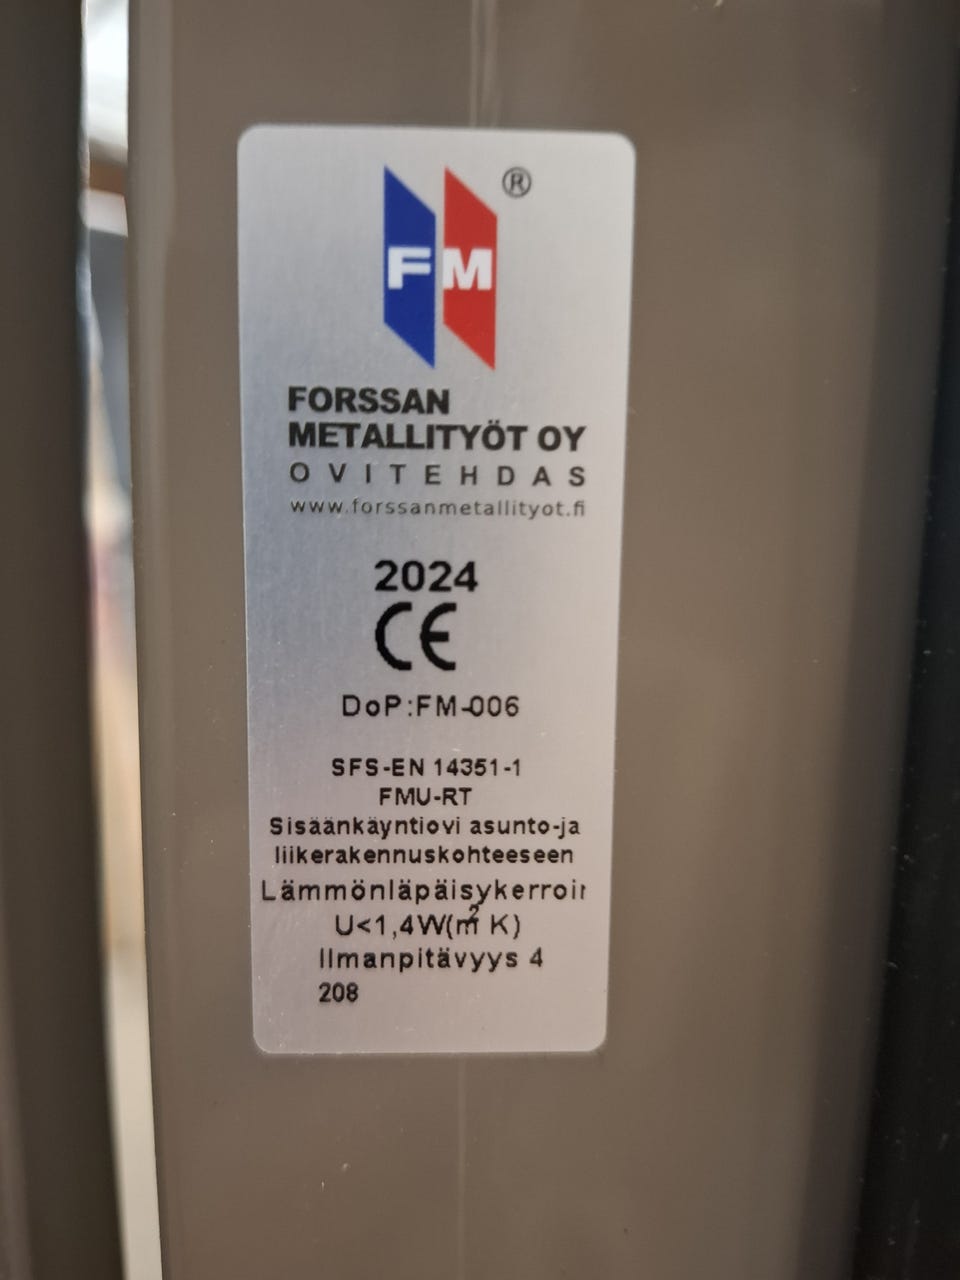 ®
FM
FORSSAN
METALLITYÖT OY
OVITEHDAS
www.forssanmetallityot.fi
2024
CE
DoP:FM-006
SFS-EN 14351-1
FMU-RT
Sisäänkäyntiovi asunto-ja
liikerakennuskohteeseen
Lämmönläpäisykerroin
U<1,4W(m² K)
Ilmanpitävyys 4
208